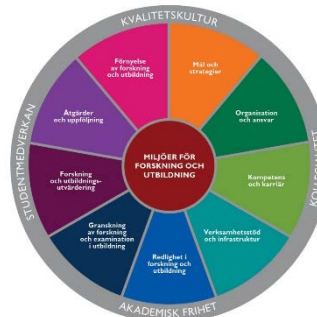 KVALITETSKULTUR
KOLLEGIALITET
AKADEMISK FRIHET
STUDENTMEDVERKAN
Mål och
strategier
Organisation
och ansvar
Kompetens
och karriär
Verksamhetsstöd
och infrastruktur
Redlighet i
forskning och
utbildning
Granskning
av forskning
och examination
i utbildning
Forskning
och utbildnings-
utvärdering
Åtgärder
och uppföljning
Förnyelse
av forskning
och utbildning
MILJÖER FÖR
FORSKNING OCH
UTBILDNING